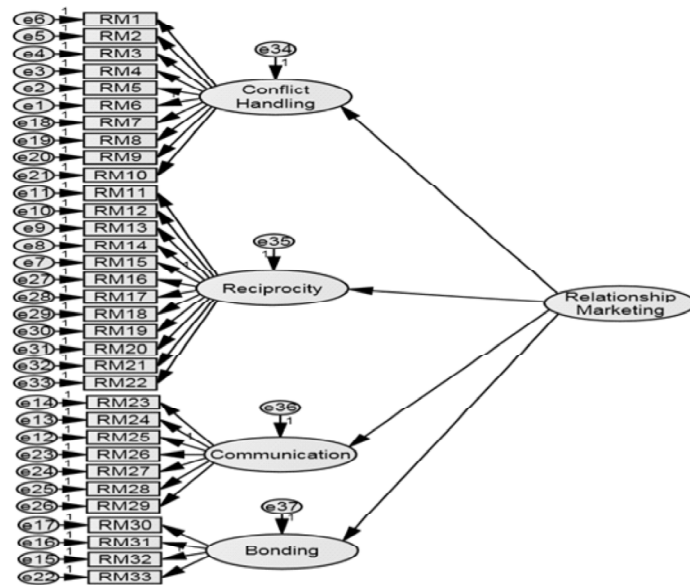 e6 1 RM1
e5 1 RM2
e4 1 RM3
e3 1 RM4
e2 1 RM5
e1 1 RM6
e18 1 RM7
e19 1 RM8
e20 1 RM9
e21 1 RM10
e34
1
Conflict
Handling
e11 1 RM11
e10 1 RM12
e9 1 RM13
e8 1 RM14
e7 1 RM15
e27 1 RM16
e28 1 RM17
e29 1 RM18
e30 1 RM19
e31 1 RM20
e32 1 RM21
e33 1 RM22
e35
1
Reciprocity
Relationship
Marketing
e14 1 RM23
e13 1 RM24
e12 1 RM25
e23 1 RM26
e24 1 RM27
e25 1 RM28
e26 1 RM29
e36
1
Communication
e17 1 RM30
e16 1 RM31
e15 1 RM32
e22 1 RM33
e37
1
Bonding